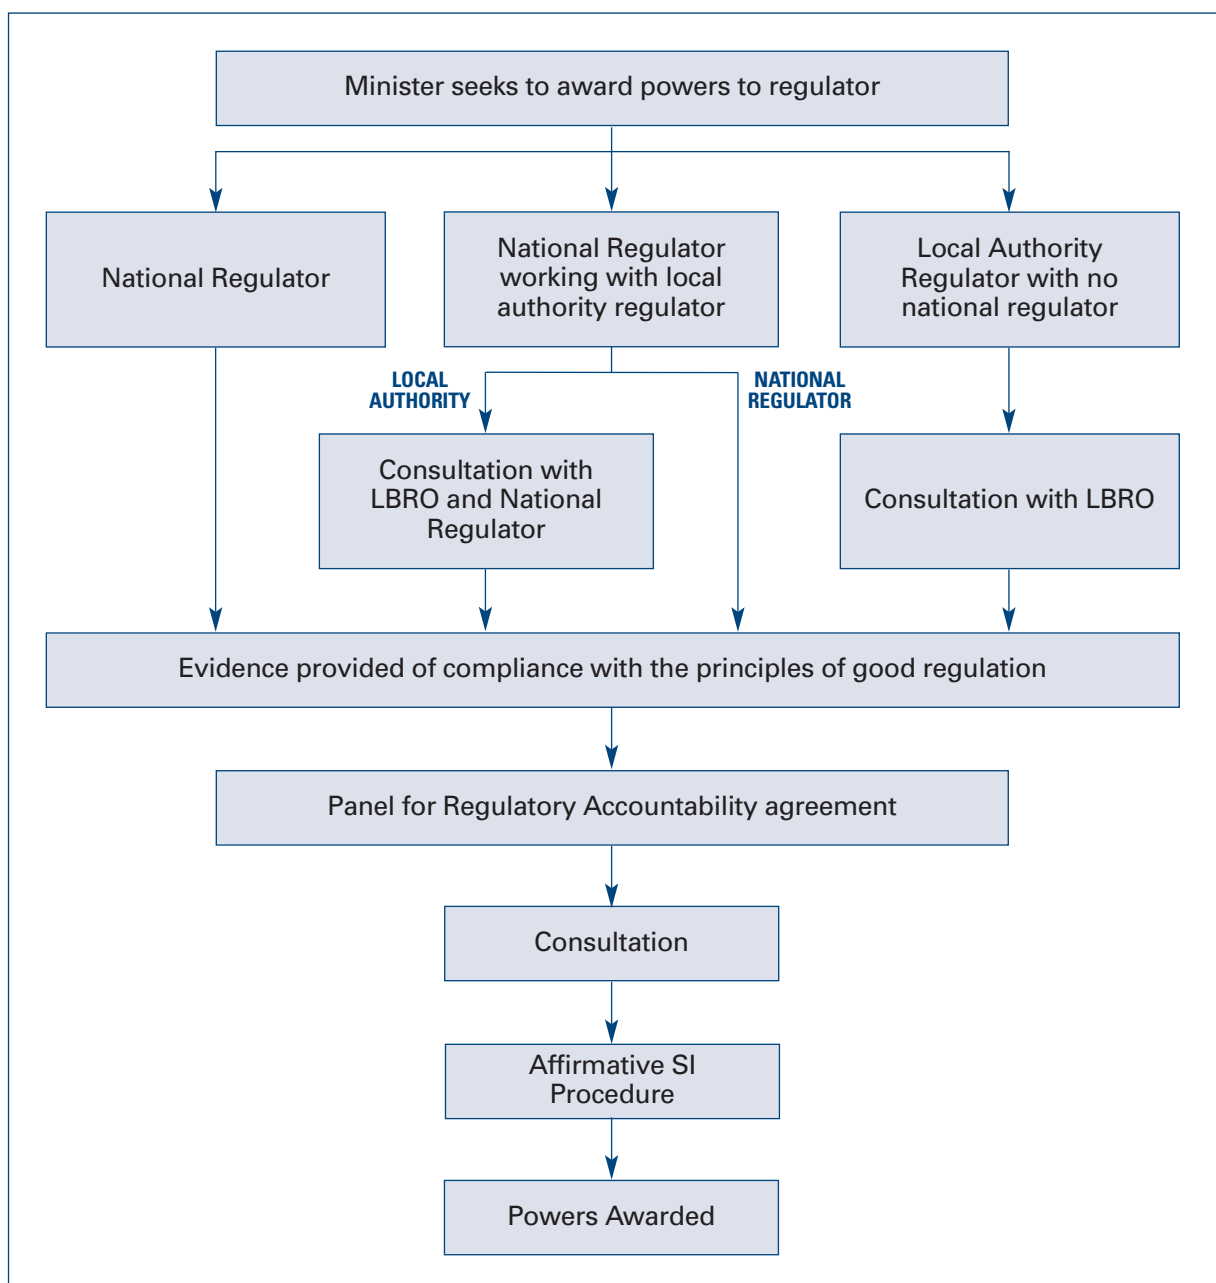 Minister seeks to award powers to regulator
National Regulator
National Regulator
working with local
authority regulator
Local Authority
Regulator with no
national regulator
LOCAL
AUTHORITY
NATIONAL
REGULATOR
Consultation with
LBRO and National
Regulator
Consultation with LBRO
Evidence provided of compliance with the principles of good regulation
Panel for Regulatory Accountability agreement
Consultation
Affirmative SI
Procedure
Powers Awarded